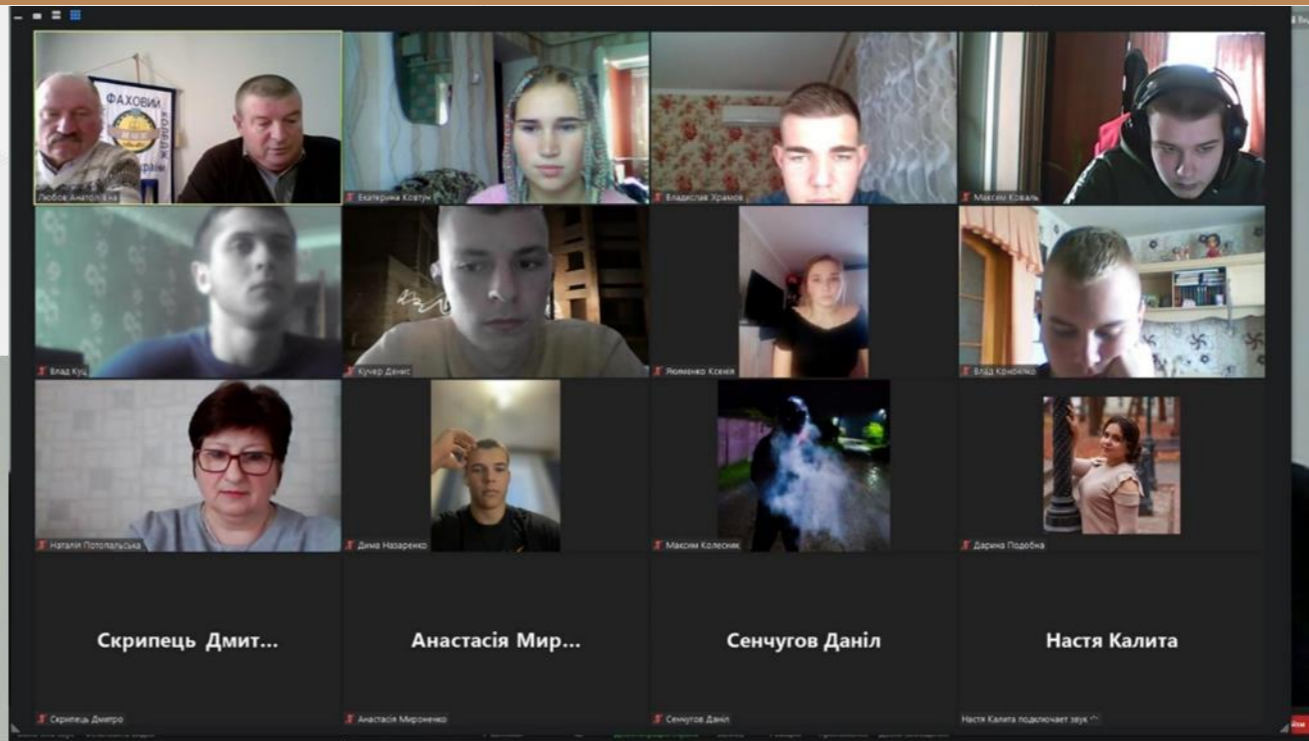 ФАХОВИЙ
коледж
Любов Анатоліївна
Екатерина Ковтун
Владислав Храмов
Максим Коваль
Влад Куц
Кучер Денис
Якименко Ксенія
Влад
Наталія Потопальська
Дима Назаренко
Максим Колесник
Дарина Подобна
Скрипець Дмит...
Анастасія Мир...
Сенчугов Даніл
Настя Калита
Скрипець Дмитро
Анастасія Мироненко
Сенчугов Даніл
Настя Калита подключает звук